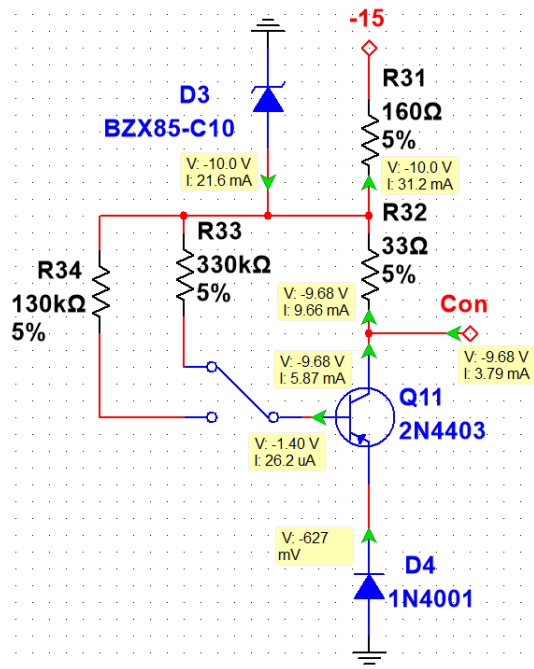 -15
D3
BZX85-C10
R31
160Ω
5%
V: -10.0 V
I: 21.6 mA
V: -10.0 V
I: 31.2 mA
R32
33Ω
5%
R33
330kΩ
5%
R34
130kΩ
5%
V: -9.68 V
I: 9.66 mA
Con
V: -9.68 V
I: 3.79 mA
V: -9.68 V
I: 5.87 mA
Q11
2N4403
V: -1.40 V
I: 26.2 uA
V: -627
mV
D4
1N4001